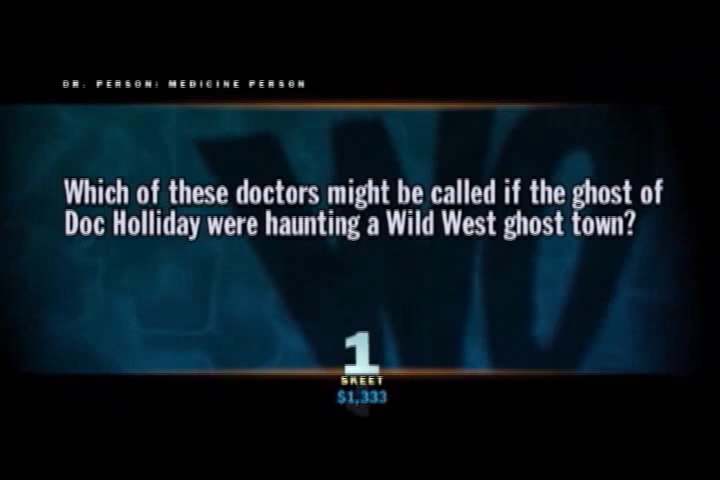 DR. PERSON: MEDICINE PERSON
Which of these doctors might be called if the ghost of
Doc Holliday were haunting a Wild West ghost town?
1
SKEET
$1,333